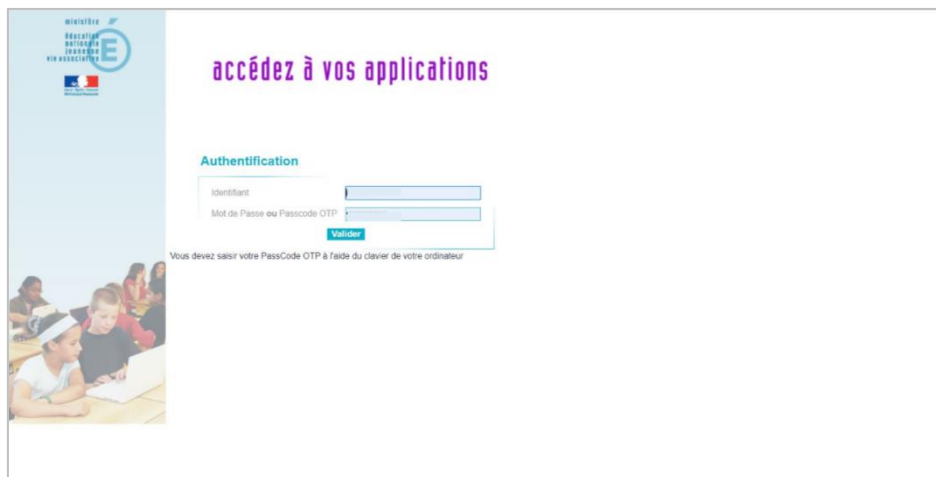 ministère
éducation
nationale
jeunesse
vie associative
É
accédez à vos applications
Authentification
Identifiant
Mot de Passe ou Passcode OTP
Valider
Vous devez saisir votre PassCode OTP à l'aide du clavier de votre ordinateur